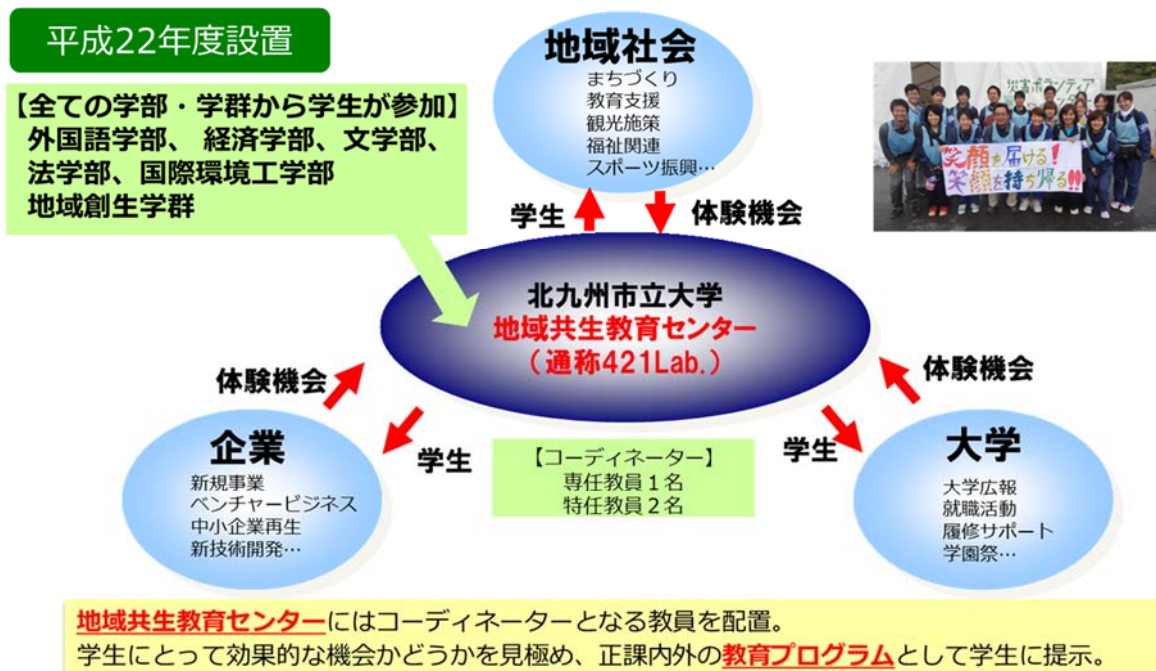 平成22年度設置
【全ての学部・学群から学生が参加】
外国語学部、経済学部、文学部、
法学部、国際環境工学部
地域創生学群
地域社会
まちづくり
教育支援
観光施策
福祉関連
スポーツ振興…
災害ボランティア
笑顔を届ける!
笑顔を持ち帰る!!
学生
体験機会
北九州市立大学
地域共生教育センター
（通称421Lab.）
体験機会
学生
企業
新規事業
ベンチャービジネス
中小企業再生
新技術開発…
【コーディネーター】
専任教員１名
特任教員２名
体験機会
学生
大学
大学広報
就職活動
履修サポート
学園祭…
地域共生教育センターにはコーディネーターとなる教員を配置。
学生にとって効果的な機会かどうかを見極め、正課内外の教育プログラムとして学生に提示。